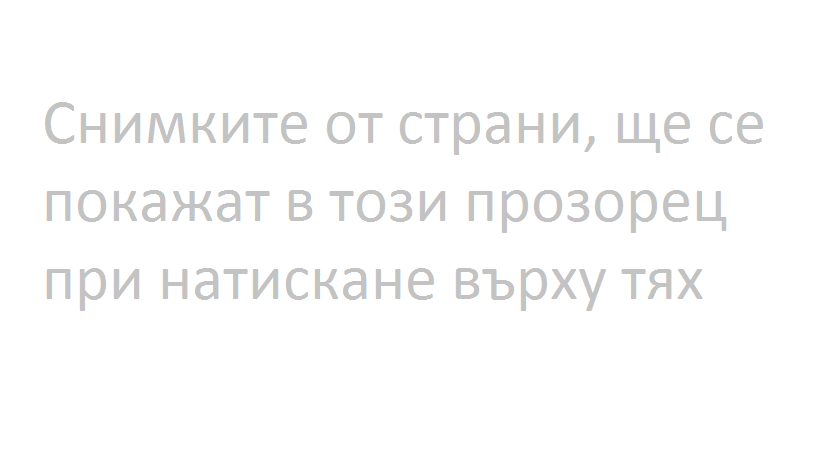 Снимките от страни, ще се
покажат в този прозорец
при натискане върху тях